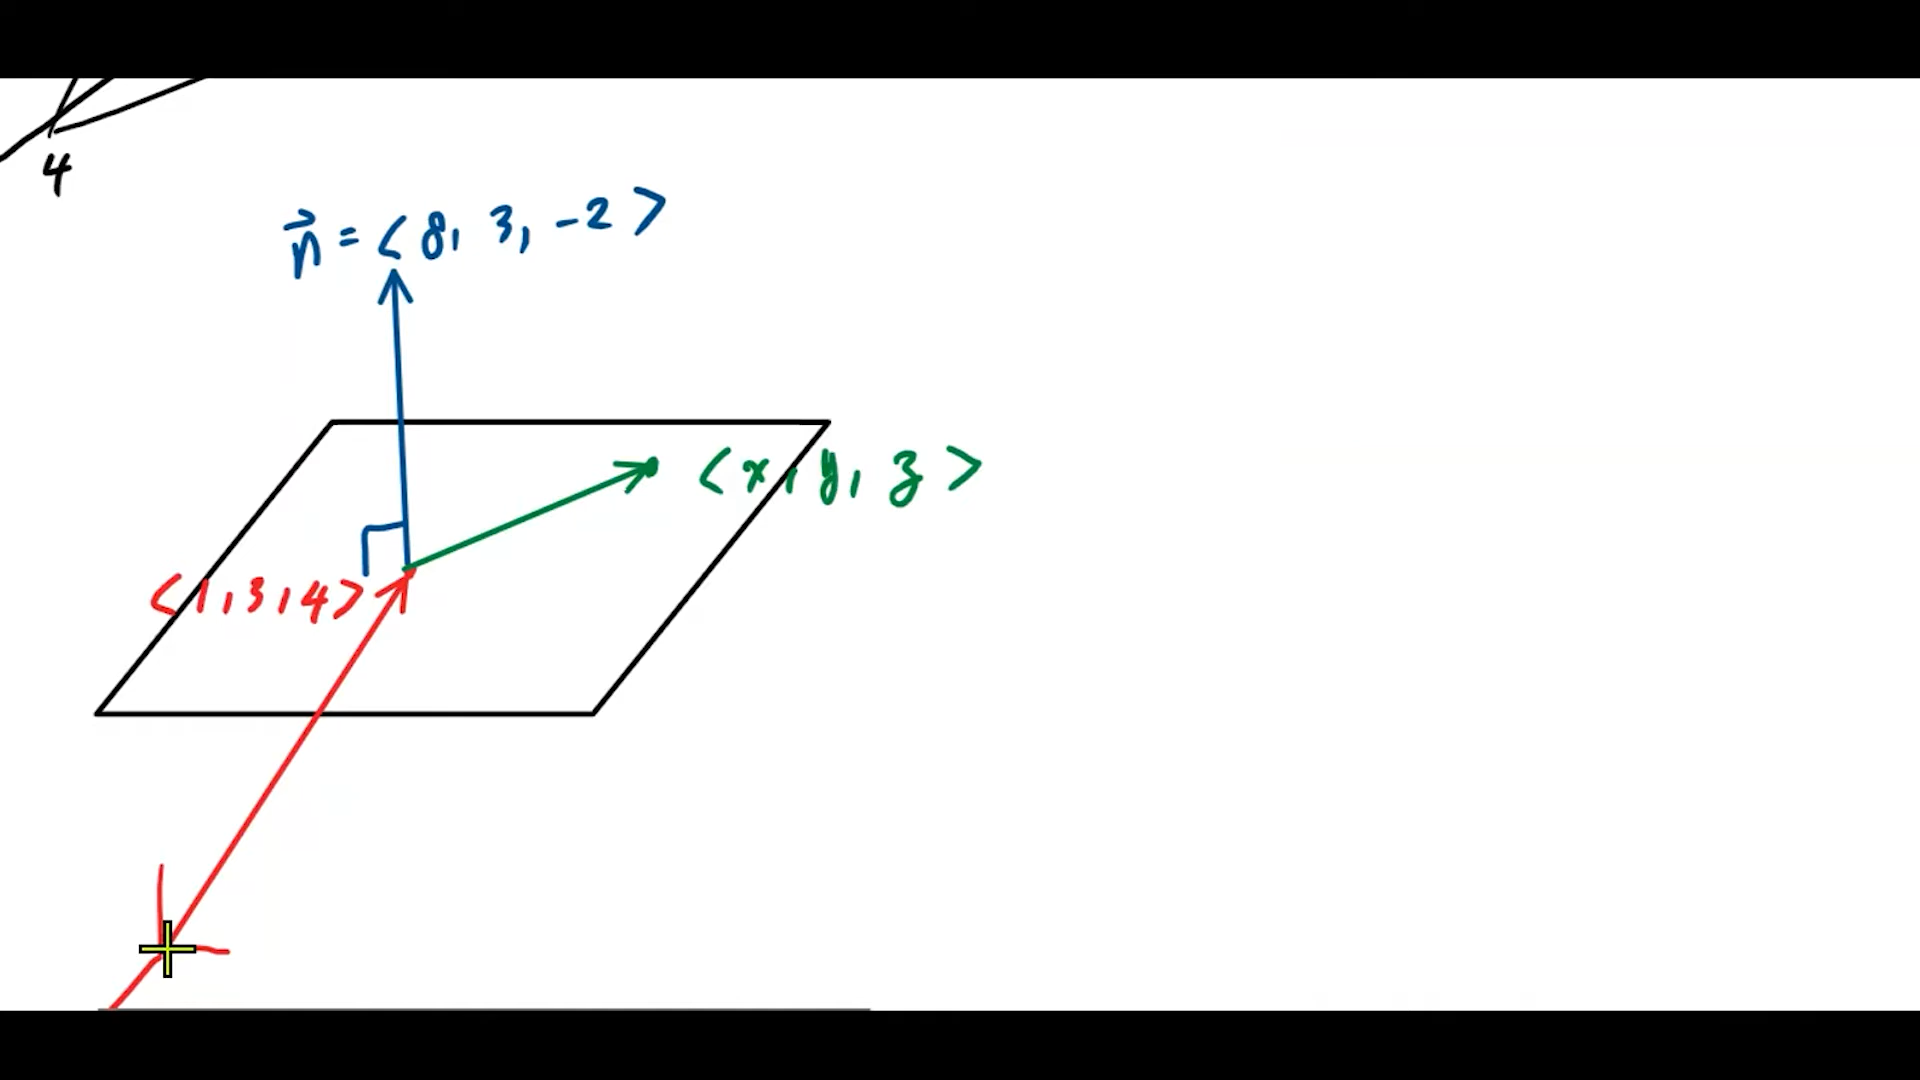 4
n⃗ = ⟨8, 3, -2⟩
⟨x, y, z⟩
⟨1, 3, 4⟩